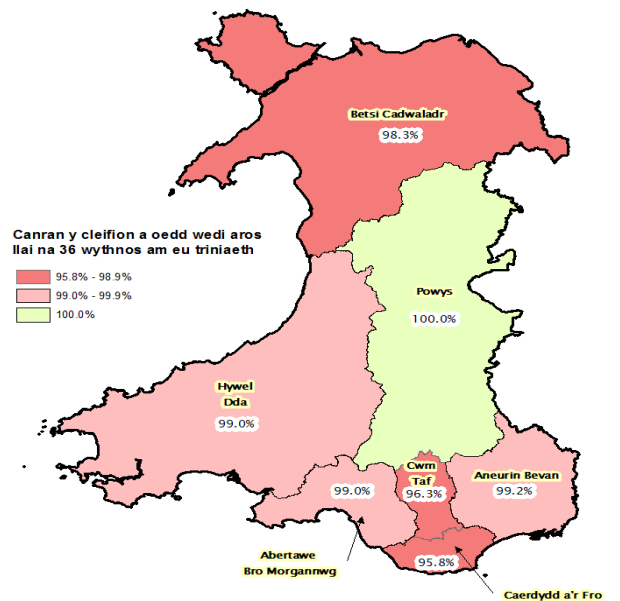 Betsi Cadwaladr
98.3%
Canran y cleifion a oedd wedi aros
llai na 36 wythnos am eu triniaeth
95.8% - 98.9%
99.0% - 99.9%
100.0%
Powys
100.0%
Hywel
Dda
99.0%
Cwm
Taf
96.3%
Aneurin Bevan
99.2%
99.0%
Abertawe
Bro Morgannwg
95.8%
Caerdydd a'r Fro